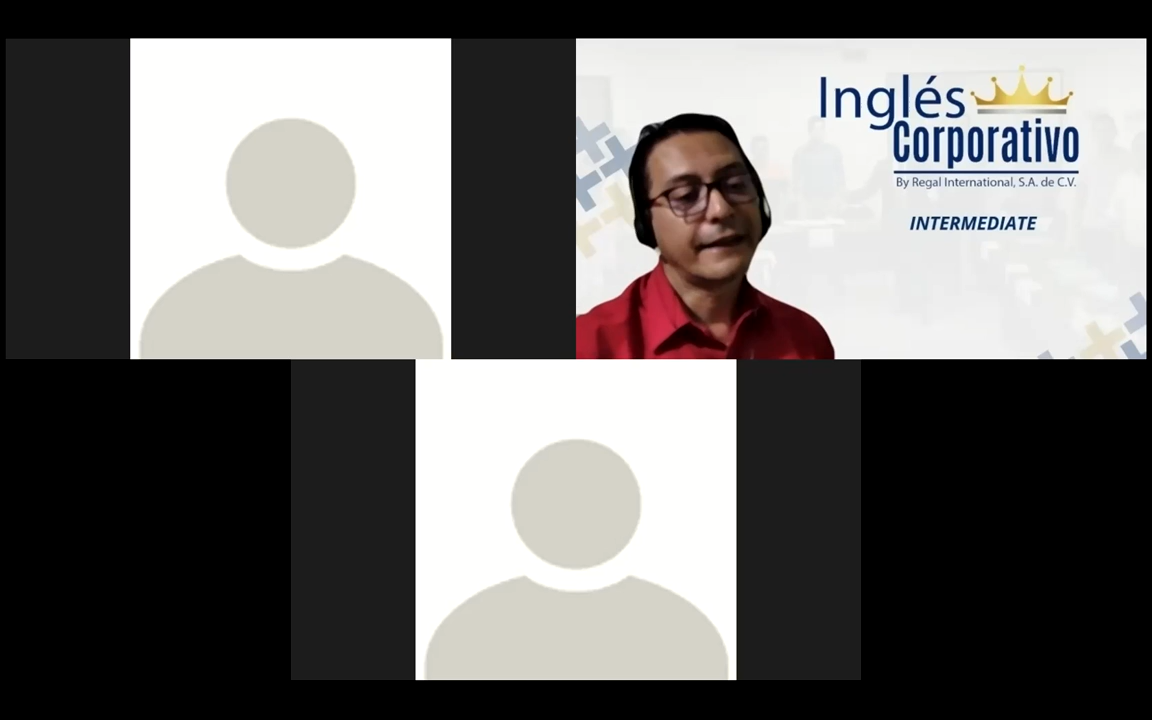 Inglés
Corporativo
By Regal International, S.A. de C.V.
INTERMEDIATE